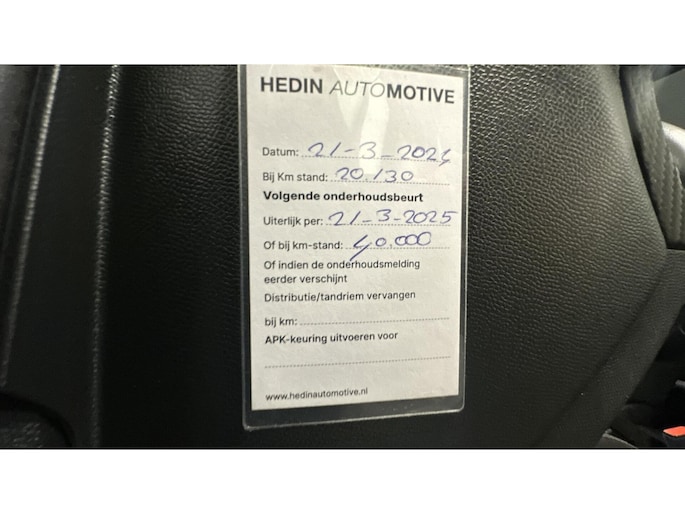 HEDIN AUTOMOTIVE
Datum: 21-3-2024
Bij Km stand: 20.130
Volgende onderhoudsbeurt
Uiterlijk per: 21-3-2025
Of bij km-stand: 40.000
Of indien de onderhoudsmelding
eerder verschijnt
Distributie/tandriem vervangen
bij km:
APK-keuring uitvoeren voor
www.hedinautomotive.nl